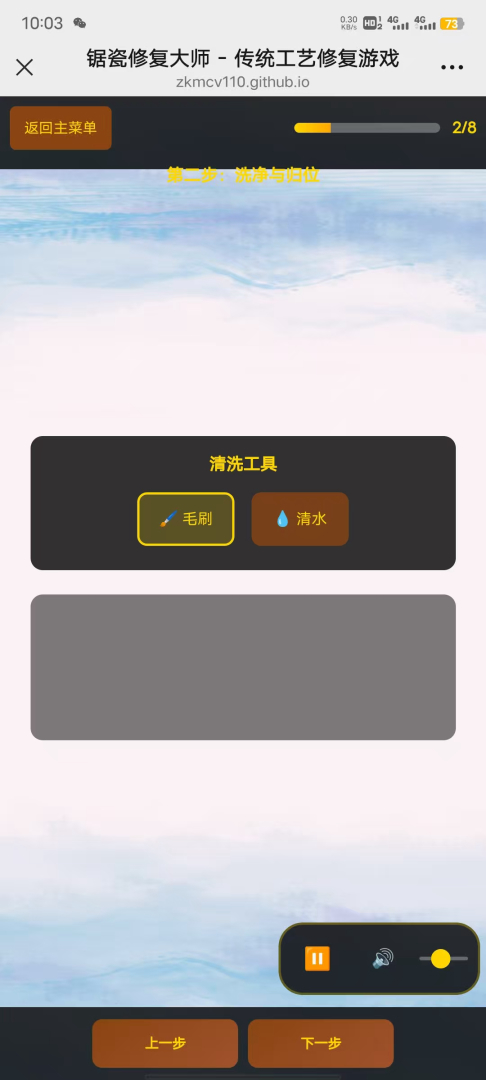 10:03
0.30 KB/s HD 1 2 4G 4G 73
锯瓷修复大师 - 传统工艺修复游戏
zkmcv110.github.io
返回主菜单
2/8
第二步：洗净与归位
清洗工具
毛刷
清水
上一步
下一步